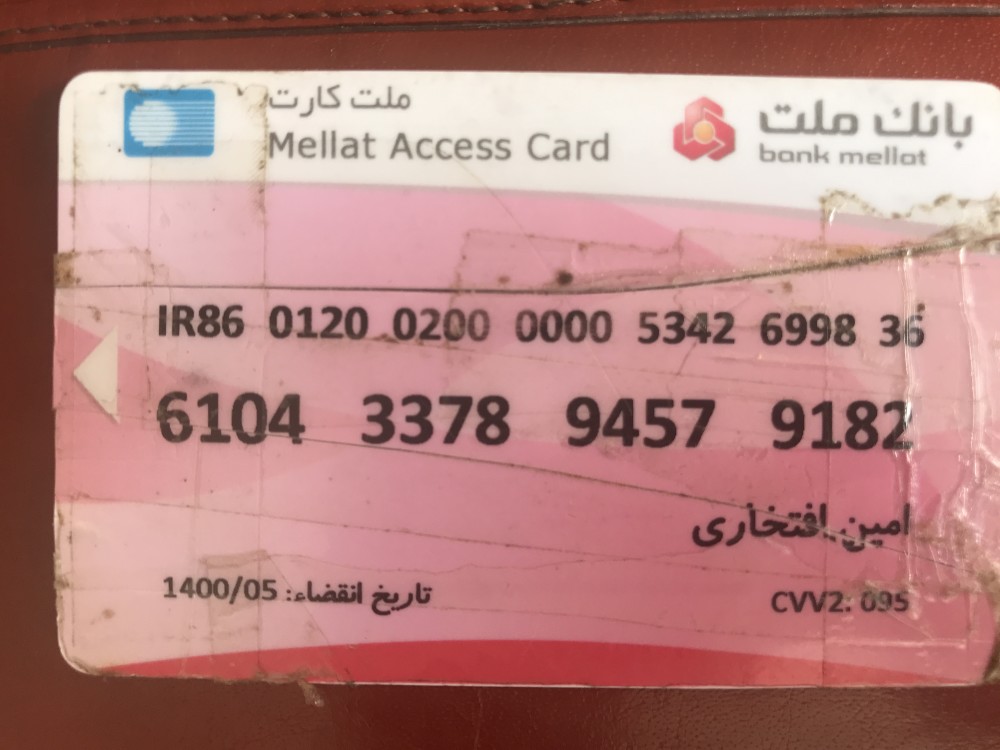 ملت کارت
Mellat Access Card
بانك ملت
bank mellat
IR86 0120 0200 0000 5342 6998 36
6104 3378 9457 9182
امین افتخاری
تاریخ انقضاء: 1400/05
CVV2: 095